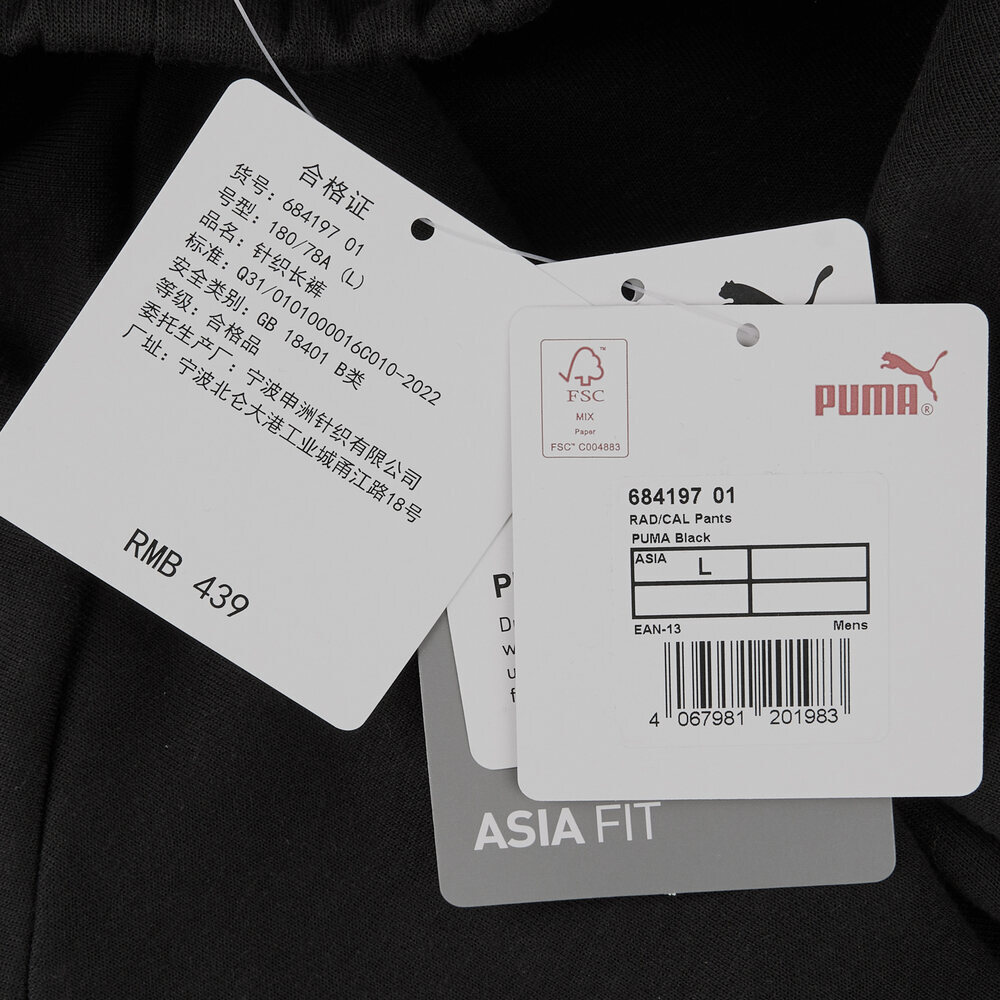 合格证
货号: 684197 01
号型: 180/78A (L)
品名: 针织长裤
标准: Q31/0101000016C010-2022
安全类别: GB 18401 B类
等级: 合格品
委托生产厂: 宁波申洲针织有限公司
厂址: 宁波北仑大港工业城甬江路18号
RMB 439
FSC™
MIX
Paper
FSC™ C004883
PUMA®
684197 01
RAD/CAL Pants
PUMA Black
ASIA L
EAN-13 Mens
4 067981 201983
ASIA FIT